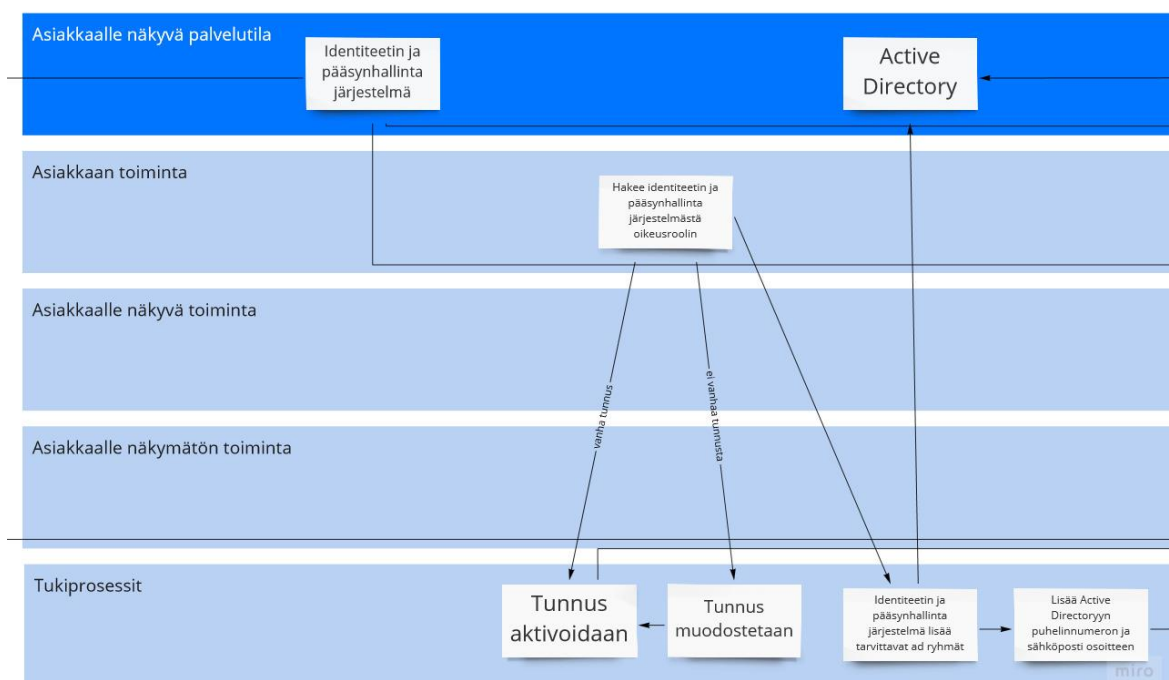 Asiakkaalle näkyvä palvelutila
Identiteetin ja
pääsynhallinta
järjestelmä
Active
Directory
Asiakkaan toiminta
Hakee identiteetin ja
pääsynhallinta
järjestelmästä
oikeusroolin
Asiakkaalle näkyvä toiminta
vanha tunnus
ei vanhaa tunnusta
Asiakkaalle näkymätön toiminta
Tukiprosessit
Tunnus
aktivoidaan
Tunnus
muodostetaan
Identiteetin ja
pääsynhallinta
järjestelmä lisää
tarvittavat ad ryhmät
Lisää Active
Directoryyn
puhelinnumeron ja
sähköposti osoitteen
miro